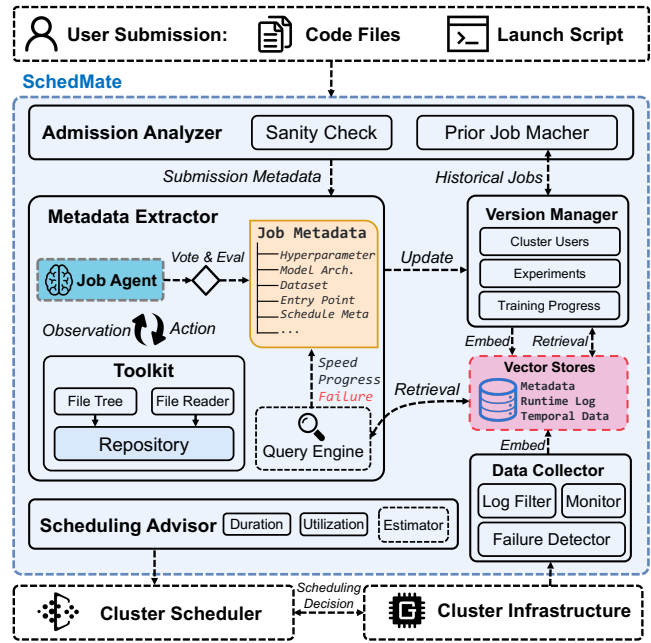 User Submission:
Code Files
Launch Script
SchedMate
Admission Analyzer
Sanity Check
Prior Job Macher
Submission Metadata
Historical Jobs
Metadata Extractor
Job Metadata
Hyperparameter
Model Arch.
Dataset
Entry Point
Schedule Meta
...
Vote & Eval
Job Agent
Observation
Action
Toolkit
File Tree
File Reader
Repository
Speed
Progress
Failure
Query Engine
Update
Retrieval
Version Manager
Cluster Users
Experiments
Training Progress
Embed
Retrieval
Vector Stores
Metadata
Runtime Log
Temporal Data
Embed
Data Collector
Log Filter
Monitor
Failure Detector
Scheduling Advisor
Duration
Utilization
Estimator
Cluster Scheduler
Scheduling
Decision
G
Cluster Infrastructure